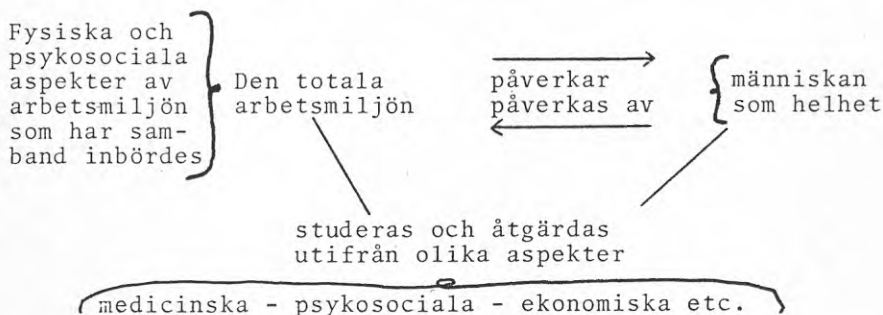 Fysiska och
psykosociala
aspekter av
arbetsmiljön
som har sam-
band inbördes
Den totala
arbetsmiljön
påverkar
påverkas av
människan
som helhet
studeras och åtgärdas
utifrån olika aspekter
medicinska - psykosociala - ekonomiska etc.